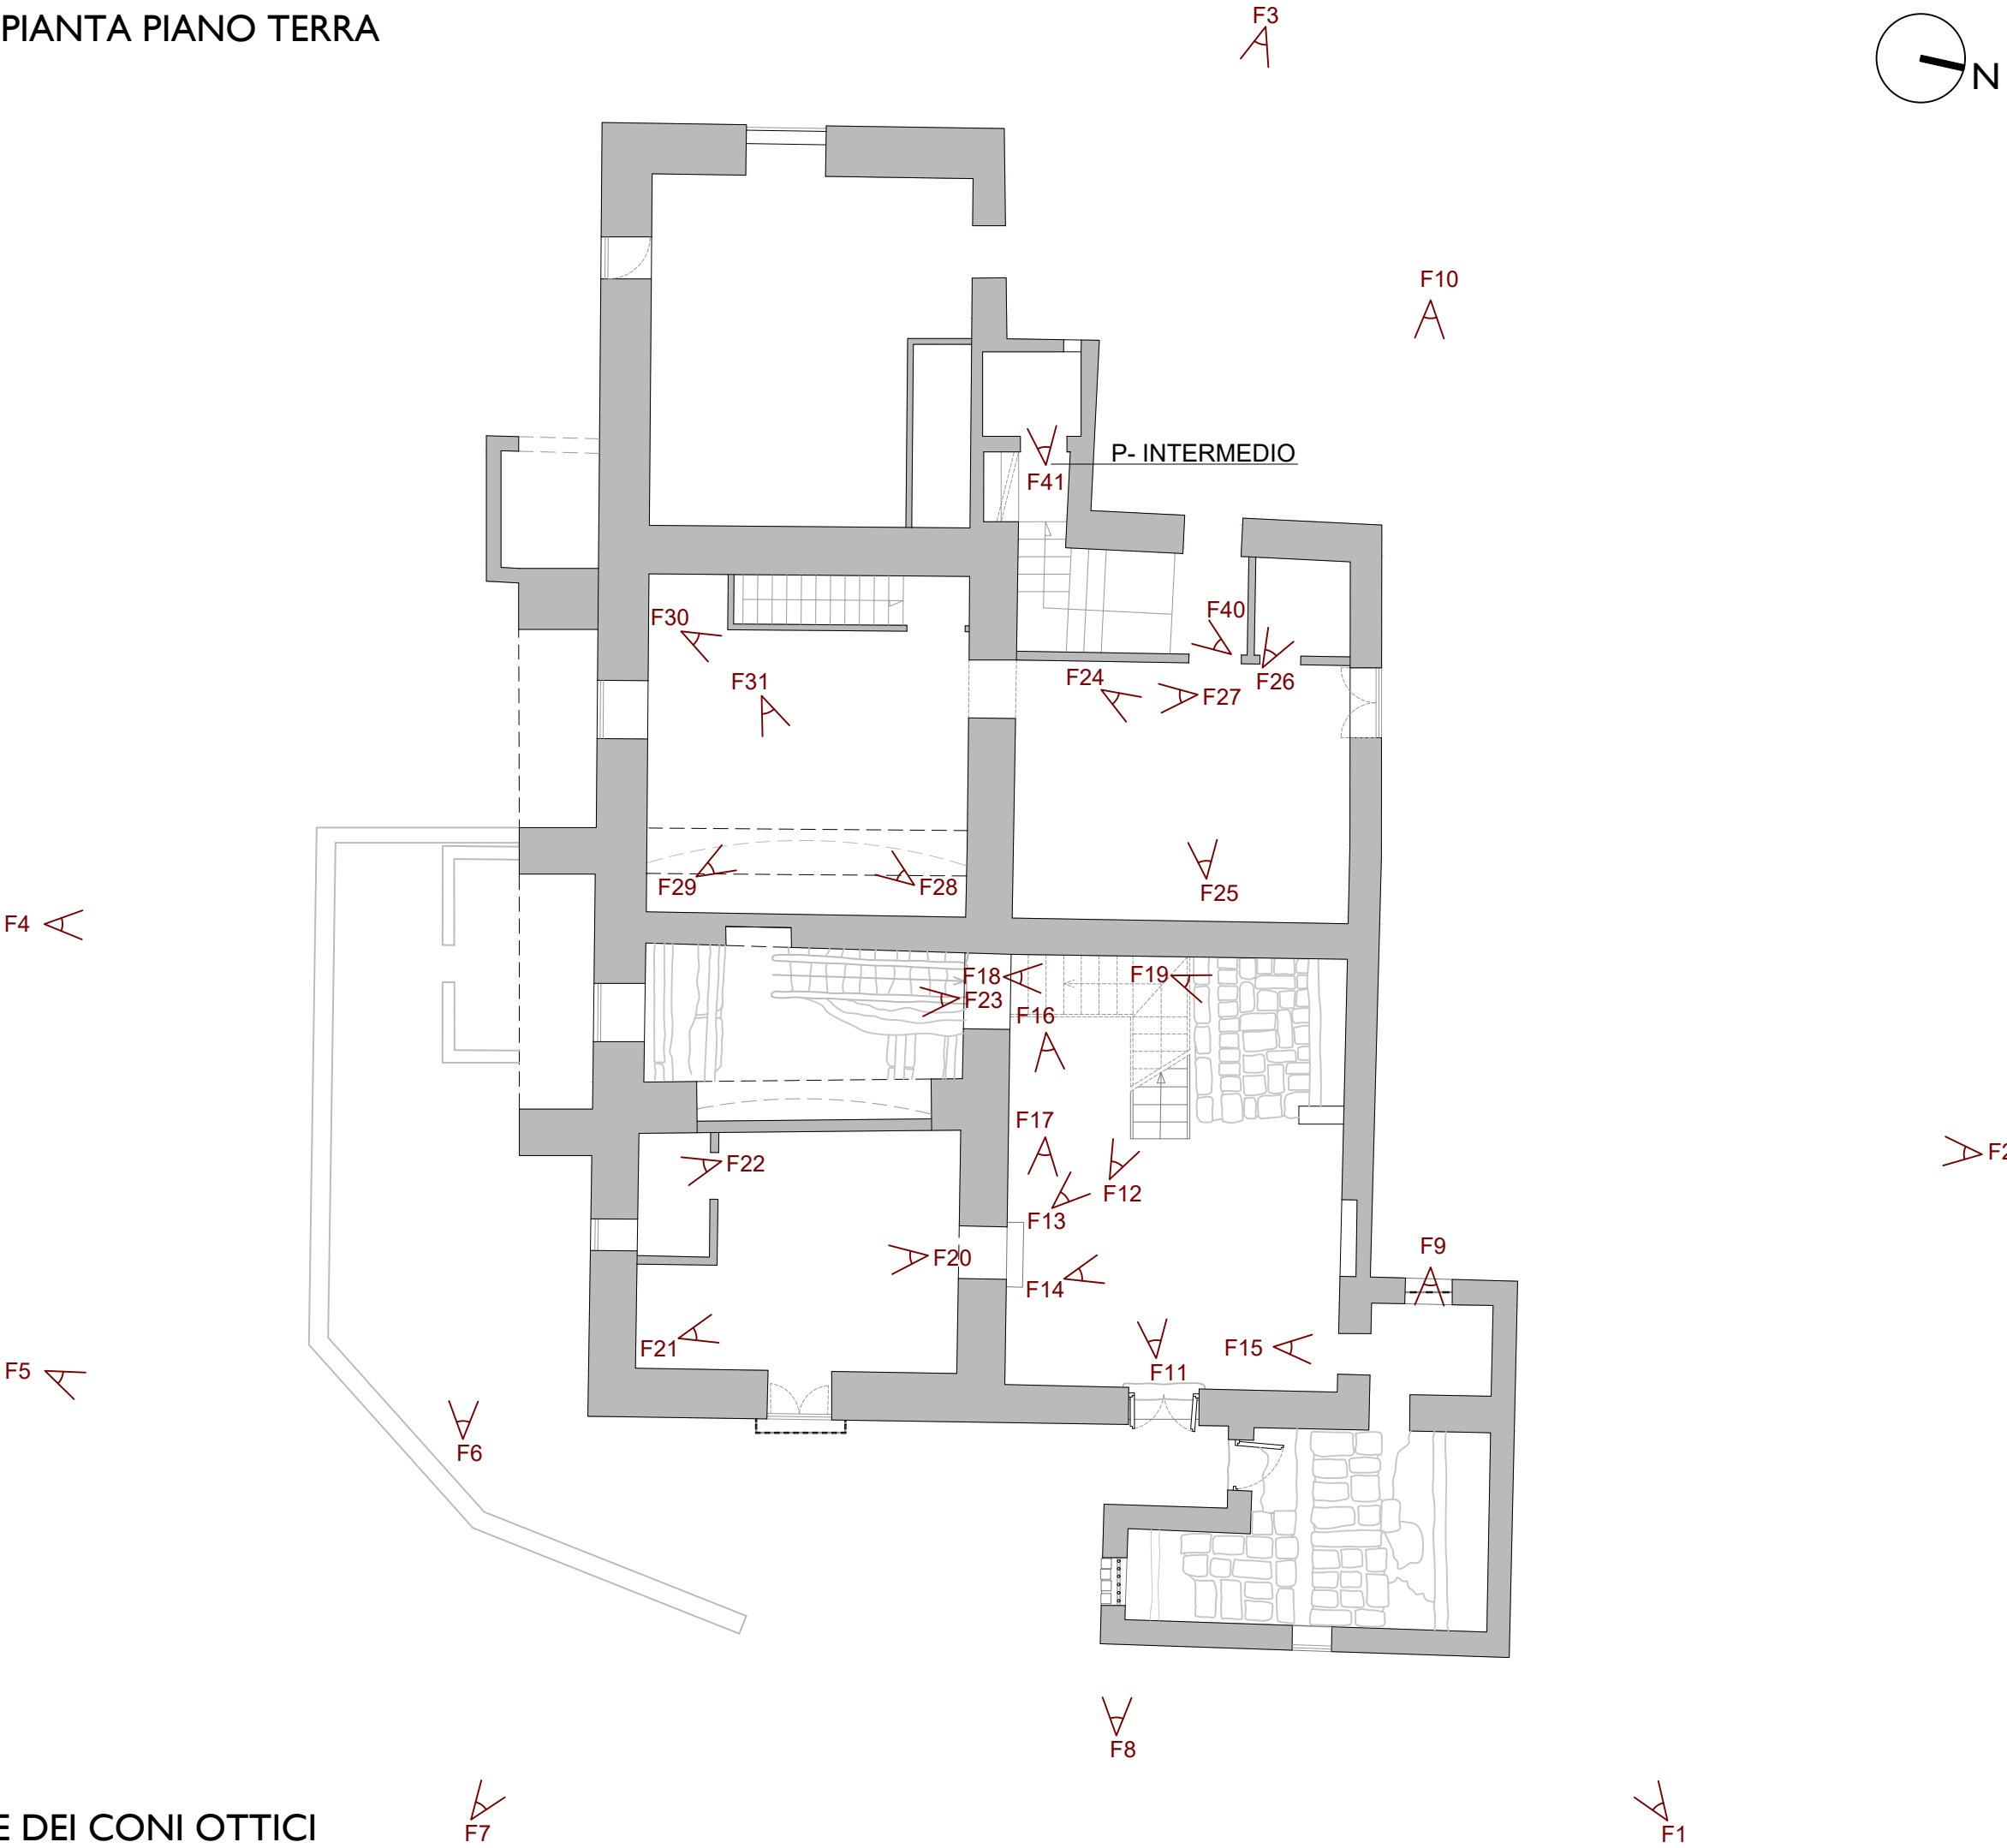 PIANTA PIANO TERRA
F3
N
F10
P- INTERMEDIO
F41
F40
F30
F24
F26
F31
F27
F29
F28
F25
F4
F18
F19
F23
F16
F17
F22
F12
F13
F9
F20
F14
F21
F15
F5
F11
F6
F8
E DEI CONI OTTICI
F7
F1